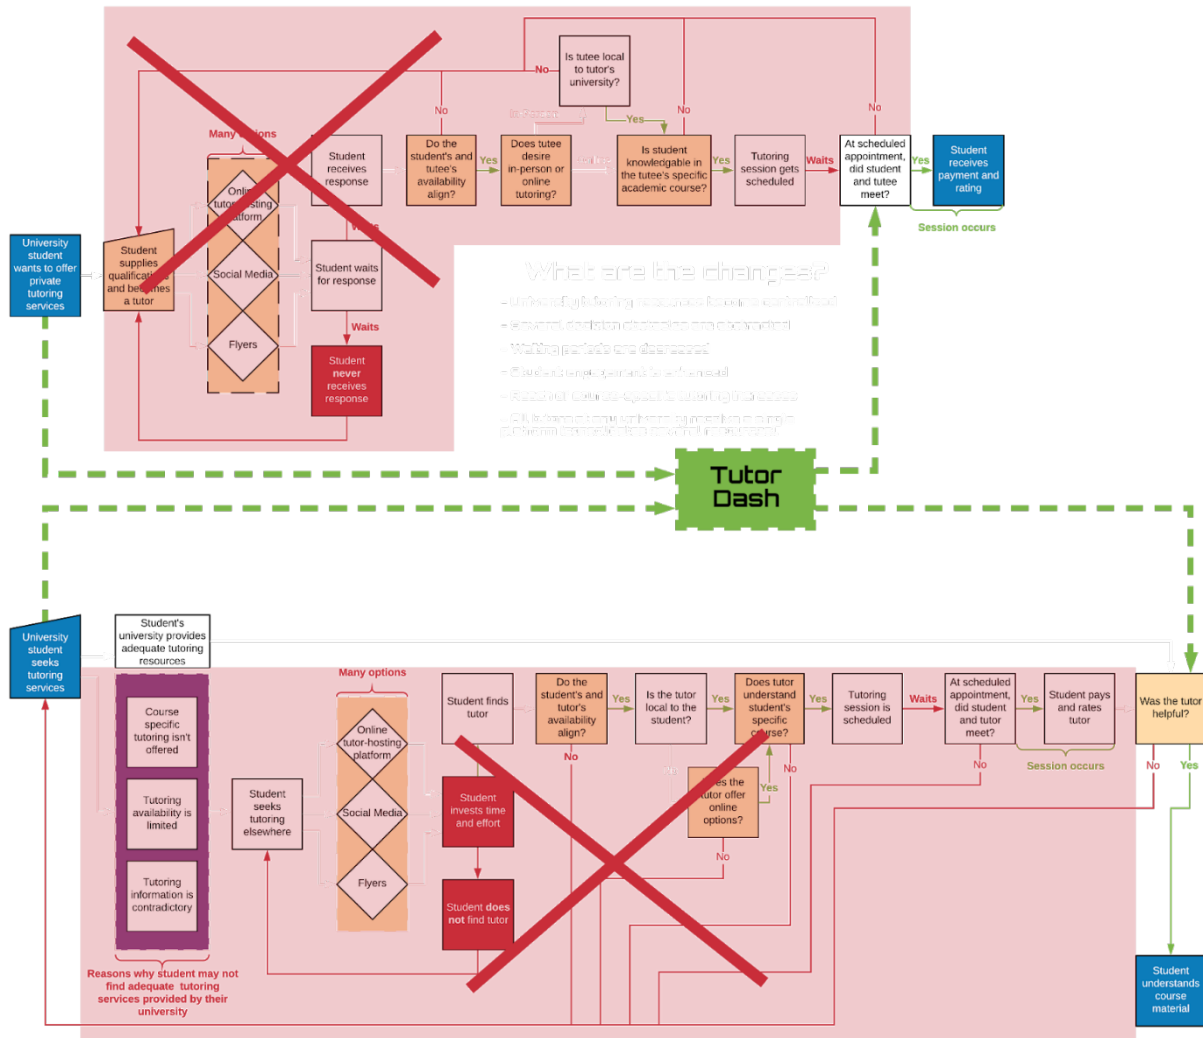 Is tutee local
to tutor's
university?
No
Yes
Many options
No
No
No
Student
receives
response
Do the
student's and
tutee's
availability
align?
Yes
Does tutee
desire
in-person or
online
tutoring?
Is student
knowledgable in
the tutee's specific
academic course?
Yes
Tutoring
session gets
scheduled
Waits
At scheduled
appointment,
did student
and tutee
meet?
Yes
Student
receives
payment and
rating
Session occurs
Online
tutor-hosting
platform
Waits
University
student
wants to offer
private
tutoring
services
Student
supplies
qualifications
and becomes
a tutor
Social Media
Student waits
for response
Flyers
Waits
Student
never
receives
response
What are the changes?
- Waiting periods are decreased
- Student engagement is enhanced
Tutor
Dash
University
student
seeks
tutoring
services
Student's
university provides
adequate tutoring
resources
Many options
Course
specific
tutoring isn't
offered
Tutoring
availability is
limited
Tutoring
information is
contradictory
Reasons why student may not
find adequate tutoring
services provided by their
university
Student
seeks
tutoring
elsewhere
Online
tutor-hosting
platform
Social Media
Flyers
Student finds
tutor
Student
invests time
and effort
Student does
not find tutor
Do the
student's and
tutor's
availability
align?
Yes
No
Is the tutor
local to the
student?
Yes
No
Does tutor
understand
student's
specific
course?
Yes
No
Does the
tutor offer
online
options?
Yes
No
Tutoring
session is
scheduled
Waits
At scheduled
appointment,
did student
and tutor
meet?
Yes
No
Student pays
and rates
tutor
Session occurs
Was the tutor
helpful?
No
Yes
Student
understands
course
material